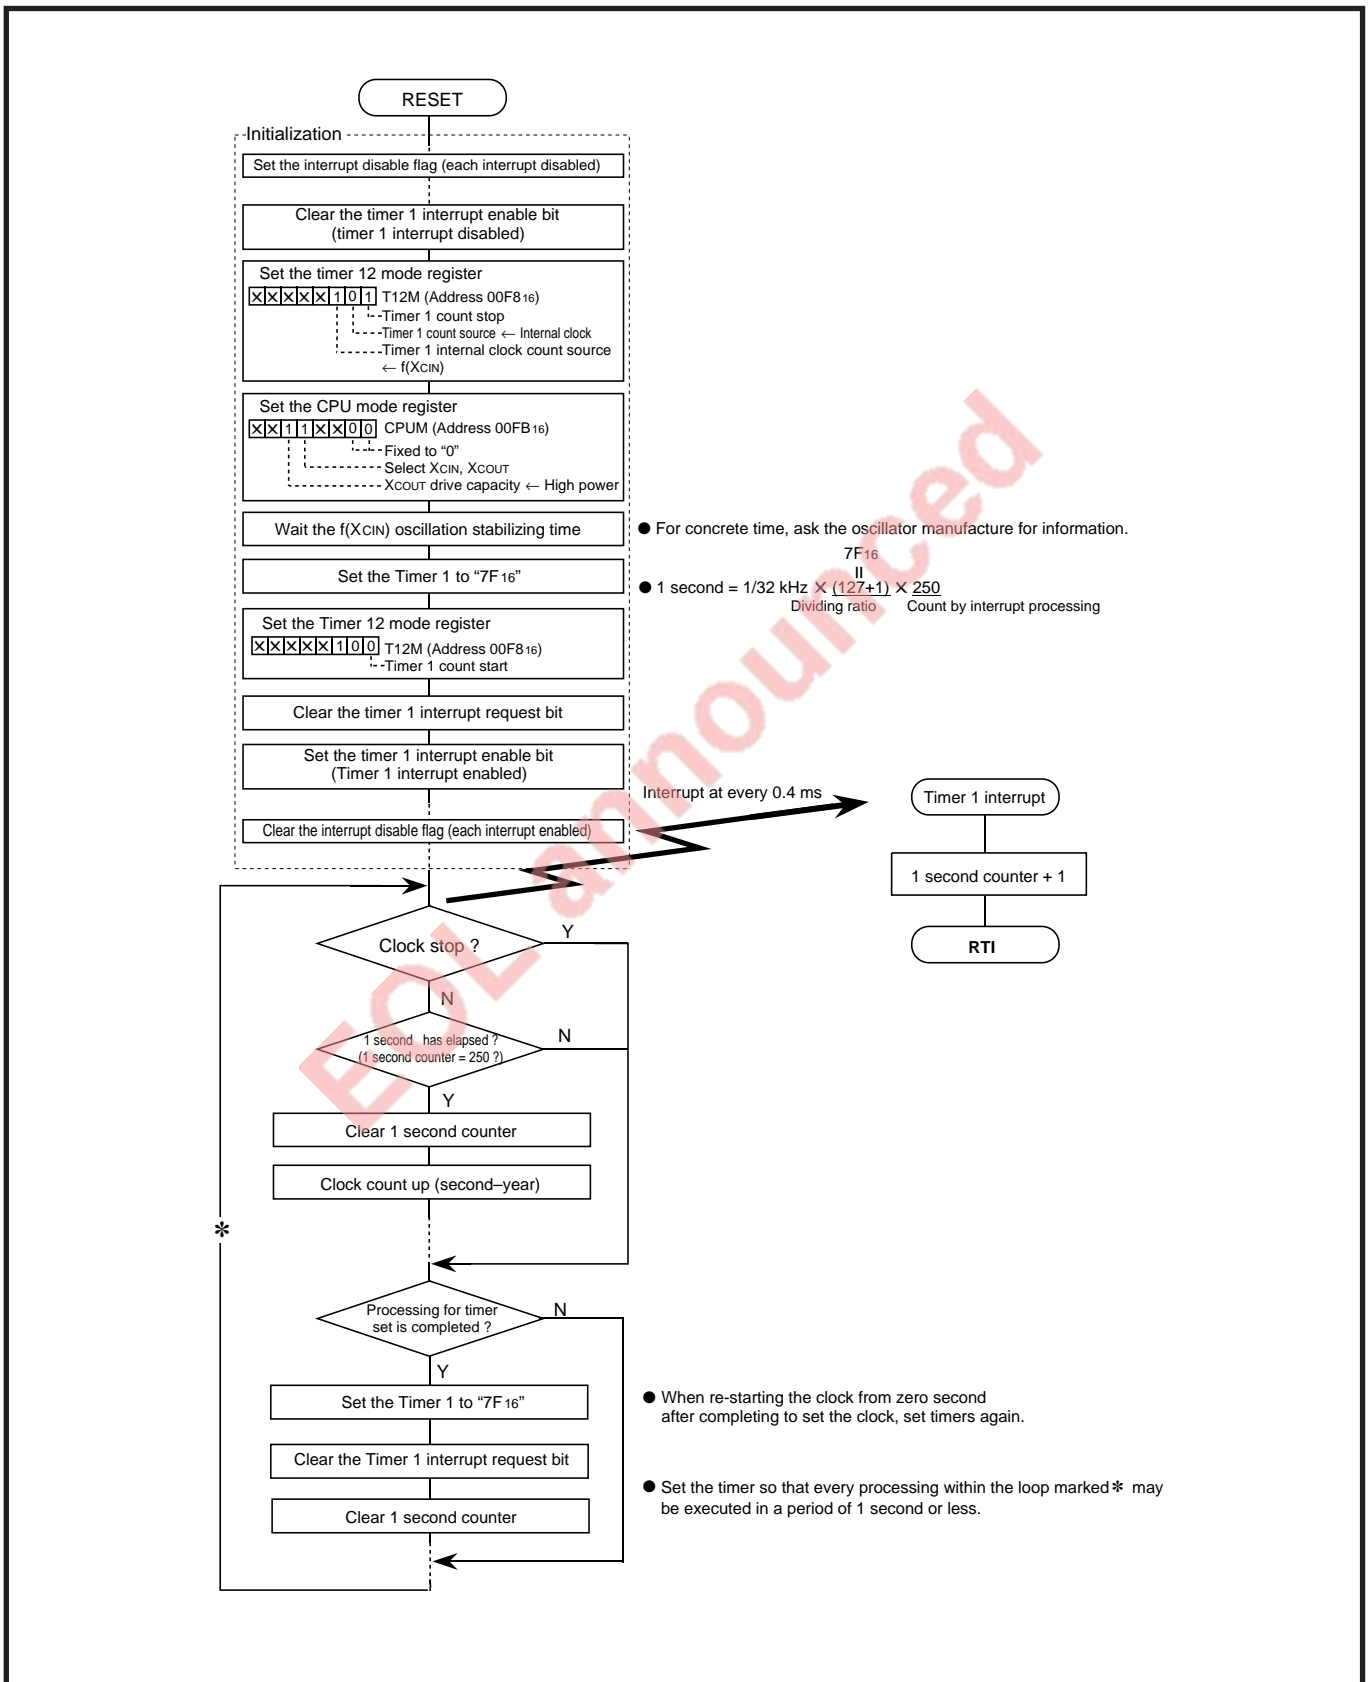 RESET
Initialization
Set the interrupt disable flag (each interrupt disabled)
Clear the timer 1 interrupt enable bit
(timer 1 interrupt disabled)
Set the timer 12 mode register
✕✕✕✕✕101 T12M (Address 00F816)
Timer 1 count stop
Timer 1 count source ← Internal clock
Timer 1 internal clock count source
← f(XCIN)
Set the CPU mode register
✕✕11✕✕00 CPUM (Address 00FB16)
Fixed to “0”
Select XCIN, XCOUT
XCOUT drive capacity ← High power
Wait the f(XCIN) oscillation stabilizing time
● For concrete time, ask the oscillator manufacture for information.
Set the Timer 1 to “7F16”
7F16
=
● 1 second = 1/32 kHz ✕ (127+1) ✕ 250
Dividing ratio Count by interrupt processing
Set the Timer 12 mode register
✕✕✕✕✕100 T12M (Address 00F816)
Timer 1 count start
Clear the timer 1 interrupt request bit
Set the timer 1 interrupt enable bit
(Timer 1 interrupt enabled)
Clear the interrupt disable flag (each interrupt enabled)
Interrupt at every 0.4 ms
Timer 1 interrupt
1 second counter + 1
RTI
Clock stop ?
Y
N
1 second has elapsed ?
(1 second counter = 250 ?)
N
Y
Clear 1 second counter
Clock count up (second–year)
✻
Processing for timer
set is completed ?
N
Y
Set the Timer 1 to “7F16”
● When re-starting the clock from zero second
after completing to set the clock, set timers again.
Clear the Timer 1 interrupt request bit
● Set the timer so that every processing within the loop marked ✻ may
be executed in a period of 1 second or less.
Clear 1 second counter
EOL announced